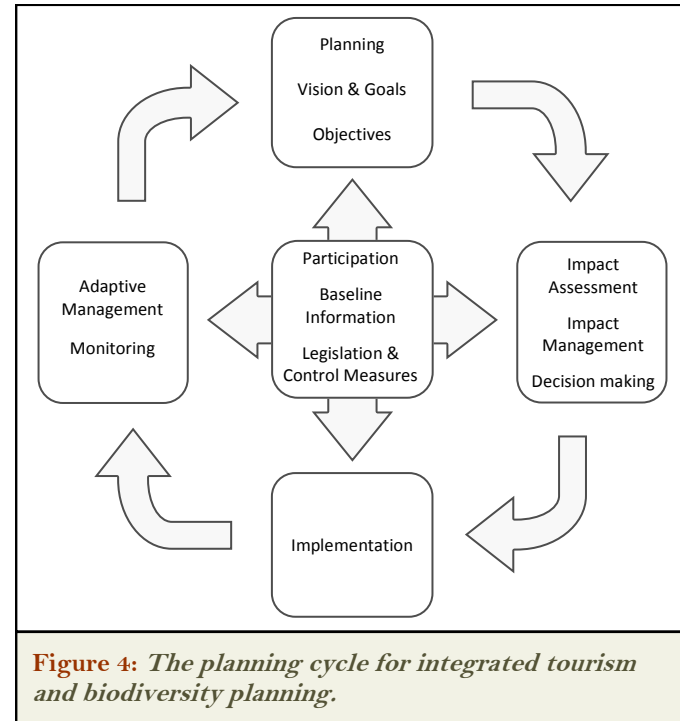 Planning
Vision & Goals
Objectives
Participation
Baseline
Information
Legislation &
Control Measures
Adaptive
Management
Monitoring
Impact
Assessment
Impact
Management
Decision making
Implementation
Figure 4: The planning cycle for integrated tourism
and biodiversity planning.